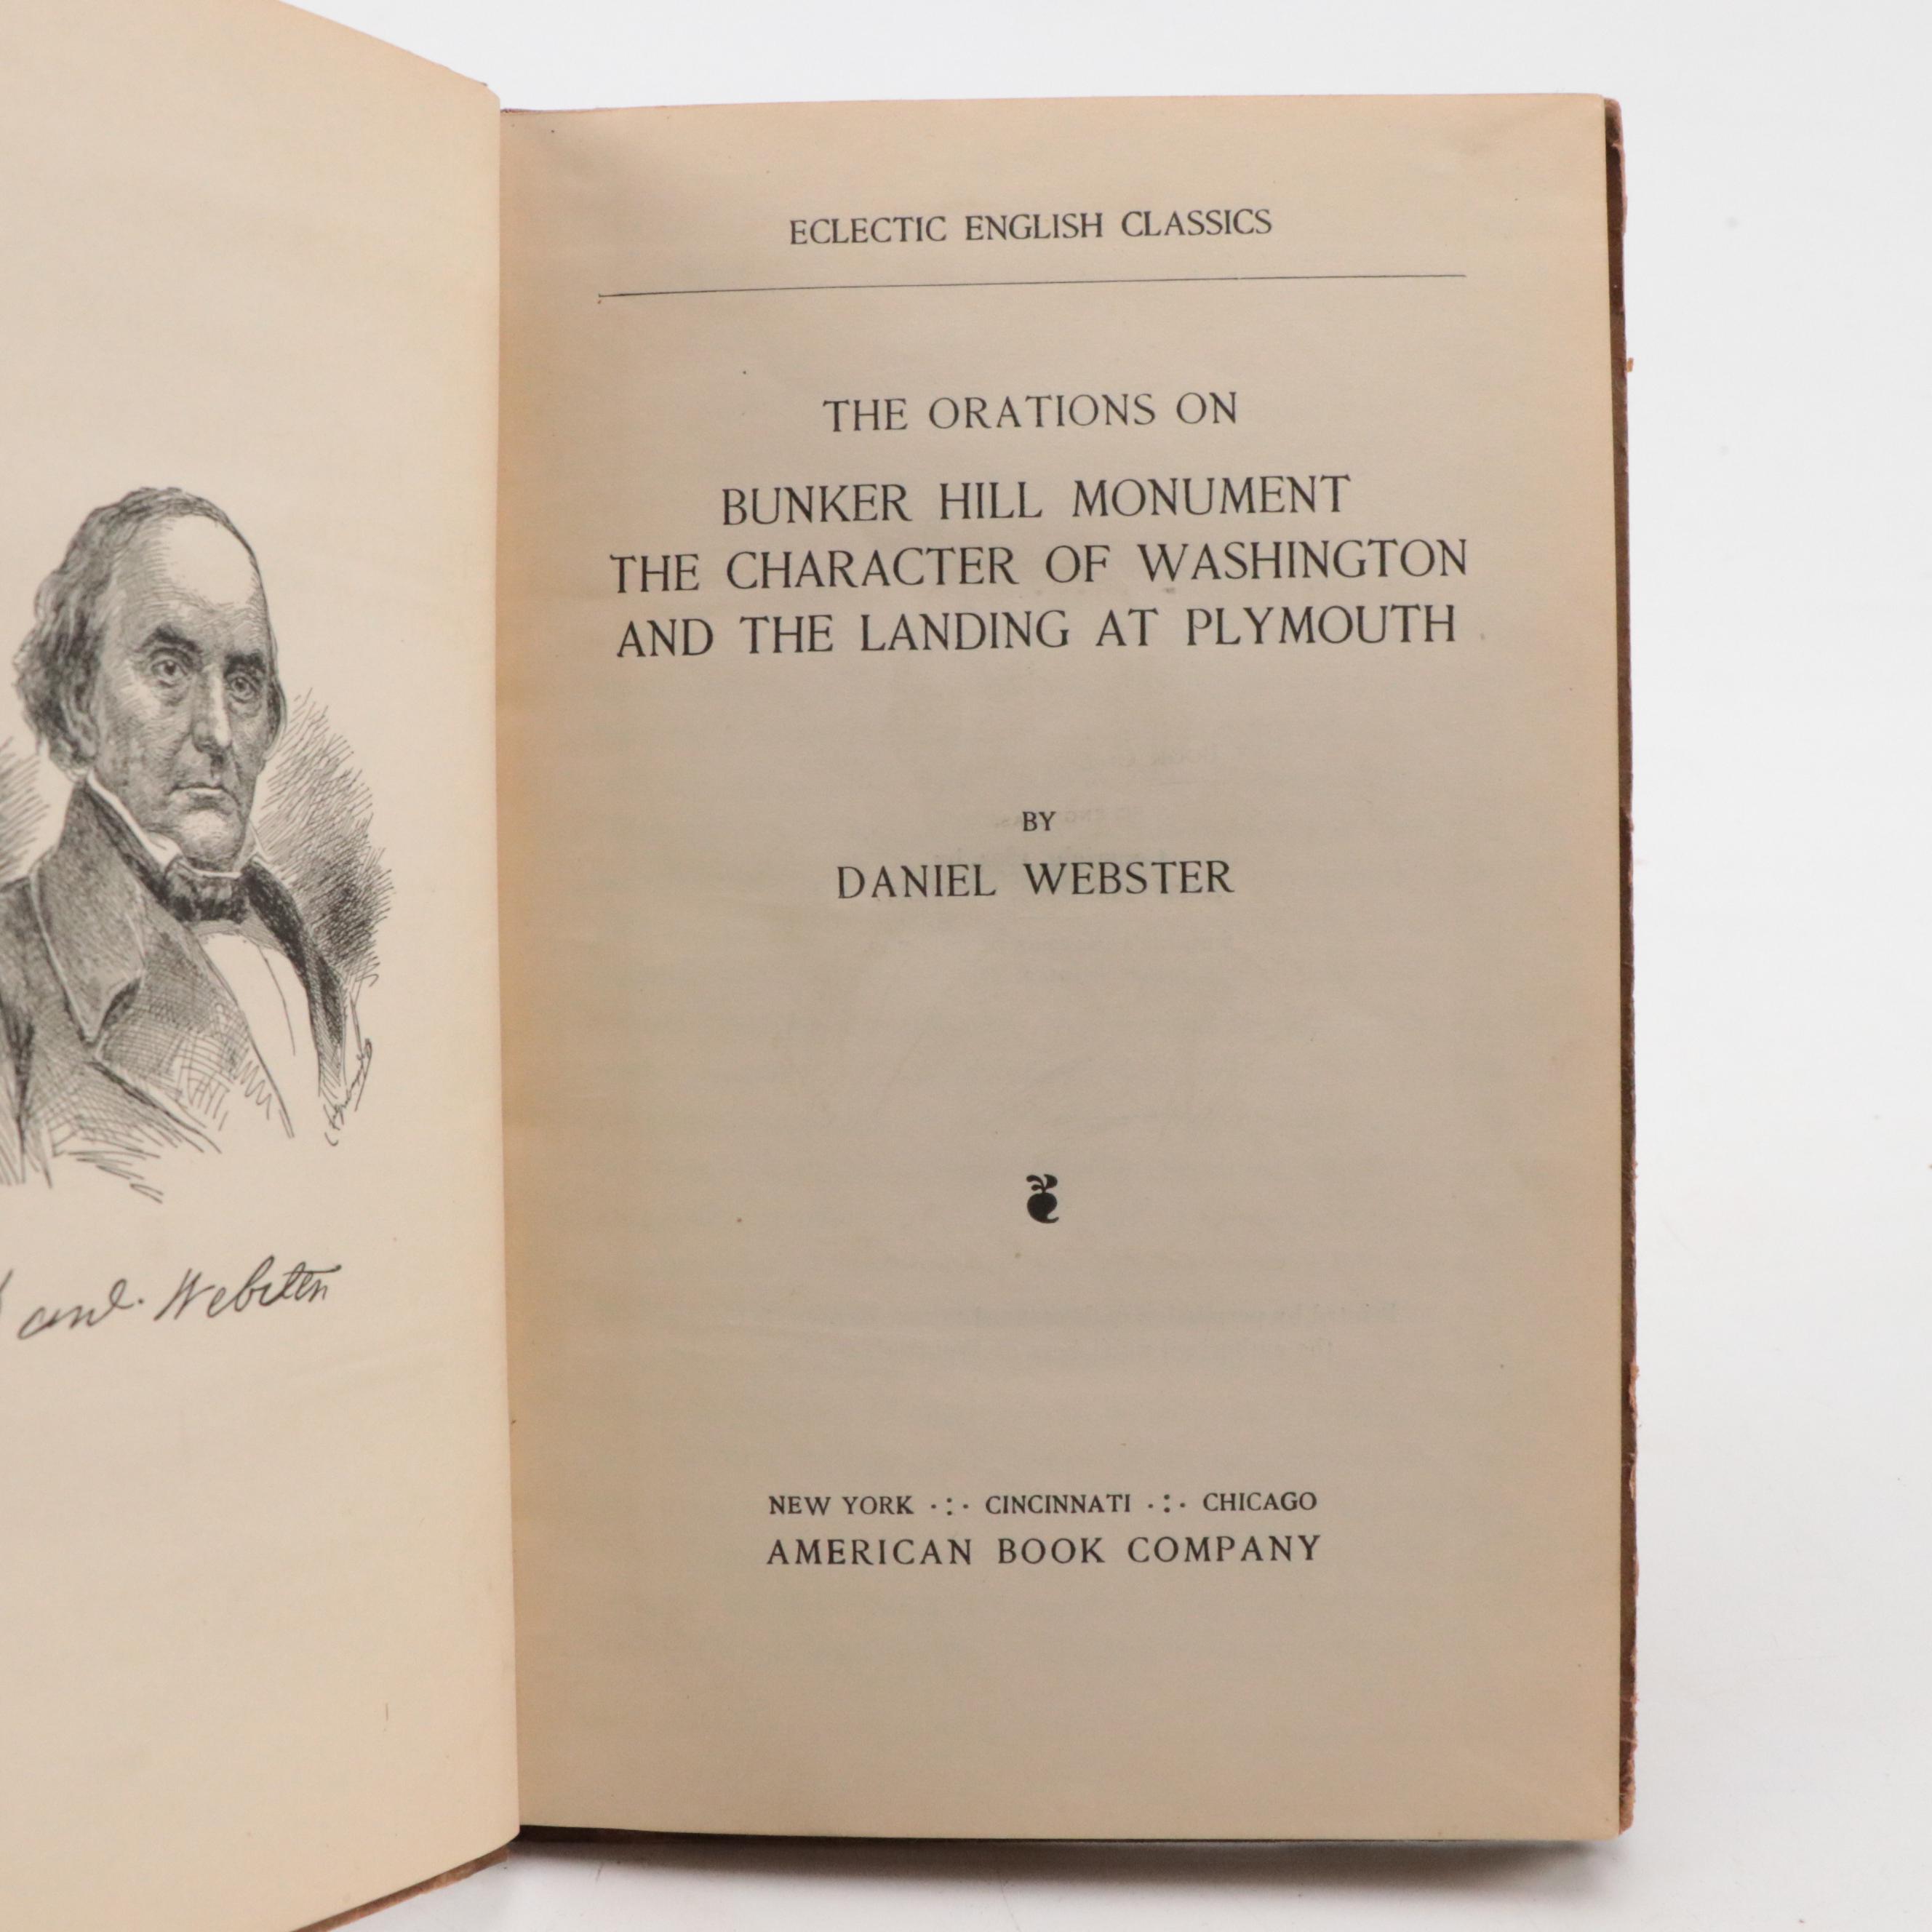 Webster
ECLECTIC ENGLISH CLASSICS
THE ORATIONS ON
BUNKER HILL MONUMENT
THE CHARACTER OF WASHINGTON
AND THE LANDING AT PLYMOUTH
BY
DANIEL WEBSTER
NEW YORK ·:· CINCINNATI ·:· CHICAGO
AMERICAN BOOK COMPANY